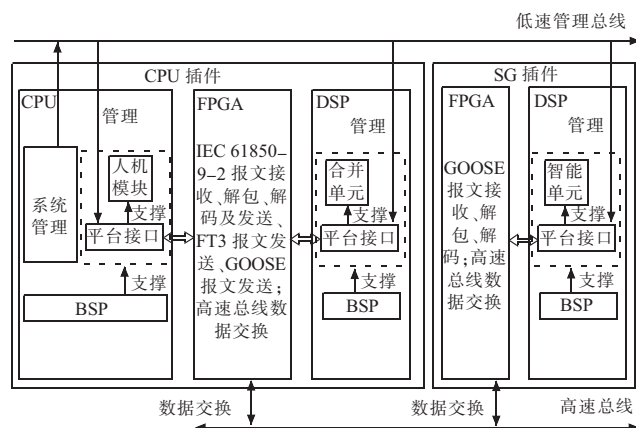 低速管理总线
CPU 插件
SG 插件
CPU
管理
系统
管理
人机
模块
支撑
平台接口
支撑
BSP
FPGA
IEC 61850–
9–2 报文接
收、解包、解
码及发送、
FT3 报文发
送、GOOSE
报文发送；
高速总线数
据交换
DSP
管理
合并
单元
支撑
平台接口
支撑
BSP
FPGA
GOOSE
报文接
收、解
包、解
码；高速
总线数
据交换
DSP
管理
智能
单元
支撑
平台接口
支撑
BSP
数据交换
数据交换
高速总线